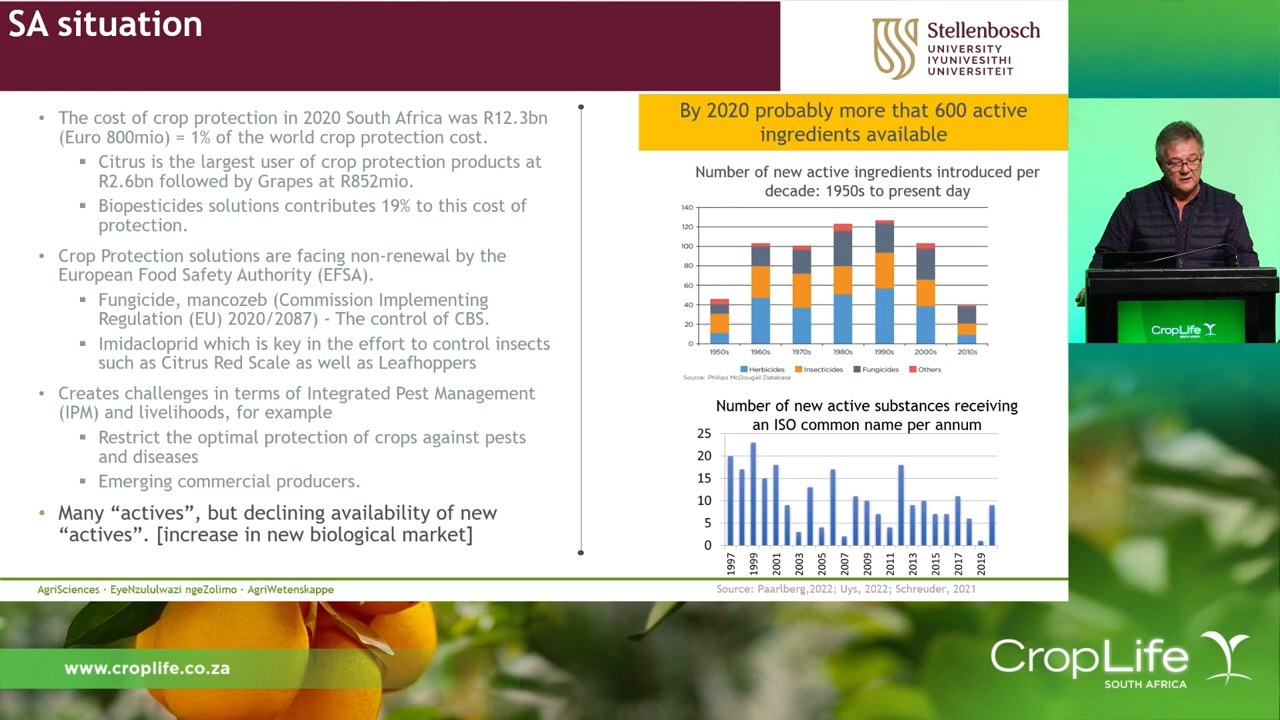 SA situation
Stellenbosch
UNIVERSITY
IYUNIVESITHI
UNIVERSITEIT
• The cost of crop protection in 2020 South Africa was R12.3bn
(Euro 800mio) = 1% of the world crop protection cost.
▪ Citrus is the largest user of crop protection products at
R2.6bn followed by Grapes at R852mio.
▪ Biopesticides solutions contributes 19% to this cost of
protection.
• Crop Protection solutions are facing non-renewal by the
European Food Safety Authority (EFSA).
▪ Fungicide, mancozeb (Commission Implementing
Regulation (EU) 2020/2087) - The control of CBS.
▪ Imidacloprid which is key in the effort to control insects
such as Citrus Red Scale as well as Leafhoppers
• Creates challenges in terms of Integrated Pest Management
(IPM) and livelihoods, for example
▪ Restrict the optimal protection of crops against pests
and diseases
▪ Emerging commercial producers.
• Many “actives”, but declining availability of new
“actives”. [increase in new biological market]
By 2020 probably more that 600 active
ingredients available
Number of new active ingredients introduced per
decade: 1950s to present day
140
120
100
80
60
40
20
0
1950s 1960s 1970s 1980s 1990s 2000s 2010s
Herbicides Insecticides Fungicides Others
Source: Phillips McDougall Database
Number of new active substances receiving
an ISO common name per annum
25
20
15
10
5
0
1997 1999 2001 2003 2005 2007 2009 2011 2013 2015 2017 2019
AgriSciences · EyeNzululwazi ngeZolimo · AgriWetenskappe
Source: Paarlberg,2022; Uys, 2022; Schreuder, 2021
CropLife
SOUTH AFRICA
www.croplife.co.za
CropLife
SOUTH AFRICA